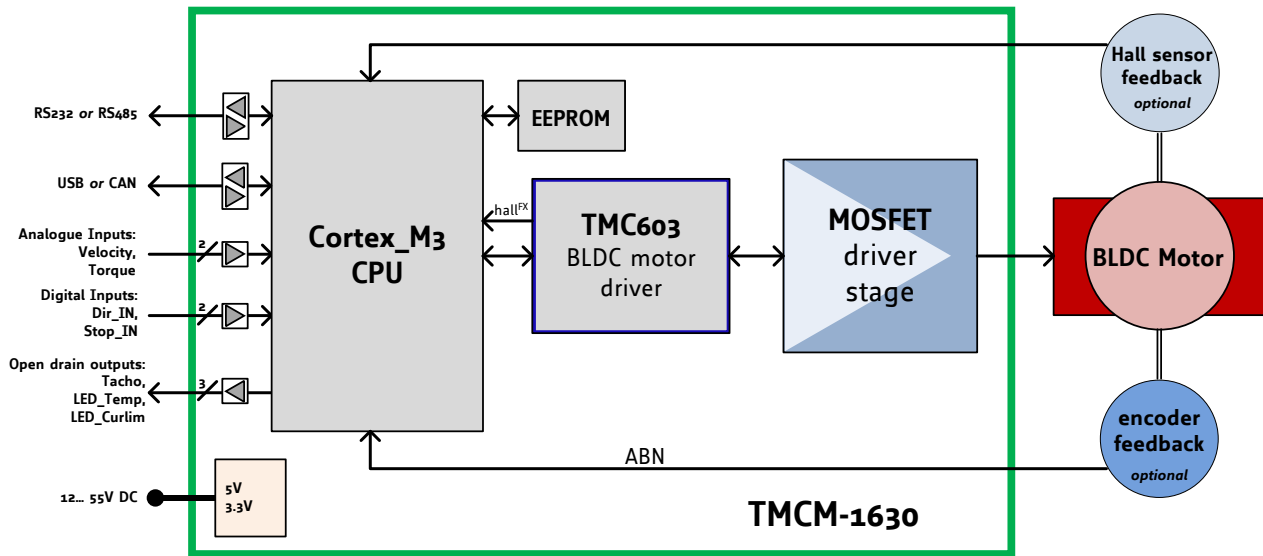 Hall sensor
feedback
optional
RS232 or RS485
EEPROM
USB or CAN
hallFX
Cortex_M3
CPU
TMC603
BLDC motor
driver
MOSFET
driver
stage
BLDC Motor
Analogue Inputs:
Velocity,
Torque
2
Digital Inputs:
Dir_IN,
Stop_IN
2
Open drain outputs:
Tacho,
LED_Temp,
LED_Curlim
3
encoder
feedback
optional
ABN
12... 55V DC
5V
3.3V
TMCM-1630